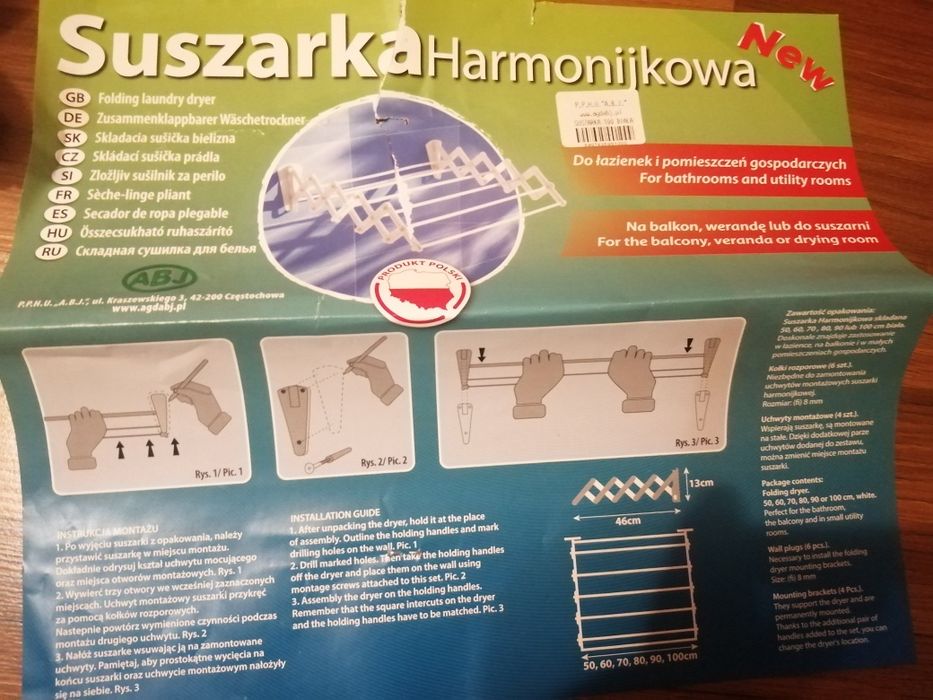 Suszarka Harmonijkowa
New
GB Folding laundry dryer
DE Zusammenklappbarer Wäschetrockner
SK Skladacia sušička bielizna
CZ Skládací sušička prádla
SI Zložljiv sušilnik za perilo
FR Sèche-linge pliant
ES Secador de ropa plegable
HU Összecsukható ruhaszárító
RU Складная сушилка для белья
ABJ
P.P.H.U. „A.B.J.", ul. Kraszewskiego 3, 42-200 Częstochowa
www.agdabj.pl
P.P.H.U. "A.B.J."
www.agdabj.pl
SUSZARKA 100 BIAŁA
Do łazienek i pomieszczeń gospodarczych
For bathrooms and utility rooms
Na balkon, werandę lub do suszarni
For the balcony, veranda or drying room
PRODUKT POLSKI
Rys. 1/ Pic. 1
Rys. 2/ Pic. 2
Rys. 3/ Pic. 3
INSTRUKCJA MONTAŻU
1. Po wyjęciu suszarki z opakowania, należy
przystawić suszarkę w miejscu montażu.
Dokładnie odrysuj kształt uchwytu mocującego
oraz miejsca otworów montażowych. Rys. 1
2. Wywierć trzy otwory we wcześniej zaznaczonych
miejscach. Uchwyt montażowy suszarki przykręć
za pomocą kołków rozporowych.
Nastepnie powtórz wymienione czynności podczas
montażu drugiego uchwytu. Rys. 2
3. Nałóż suszarke wsuwając ją na zamontowane
uchwyty. Pamiętaj, aby prostokątne wycięcia na
końcu suszarki oraz uchwycie montażowym nałożyły
się na siebie. Rys. 3
INSTALLATION GUIDE
1. After unpacking the dryer, hold it at the place
of assembly. Outline the holding handles and mark
drilling holes on the wall. Pic. 1
2. Drill marked holes. Then take the holding handles
off the dryer and place them on the wall using
montage screws attached to this set. Pic. 2
3. Assembly the dryer on the holding handles.
Remember that the square intercuts on the dryer
and the holding handles have to be matched. Pic. 3
13cm
46cm
50, 60, 70, 80, 90, 100cm
Zawartość opakowania:
Suszarka Harmonijkowa składana
50, 60, 70, 80, 90 lub 100 cm biała.
Doskonale znajduje zastosowanie
w łazience, na balkonie i w małych
pomieszczeniach gospodarczych.
Kołki rozporowe (6 szt.).
Niezbędne do zamontowania
uchwytów montażowych suszarki
harmonijkowej.
Rozmiar: (fi) 8 mm
Uchwyty montażowe (4 szt.).
Wspierają suszarkę, są montowane
na stałe. Dzięki dodatkowej parze
uchwytów dodanej do zestawu,
można zmienić miejsce montażu
suszarki.
Package contents:
Folding dryer.
50, 60, 70, 80, 90 or 100 cm, white.
Perfect for the bathroom,
the balcony and in small utility
rooms.
Wall plugs (6 pcs.).
Necessary to install the folding
dryer mounting brackets.
Size: (fi) 8 mm
Mounting brackets (4 Pcs.).
They support the dryer and are
permanently mounted.
Thanks to the additional pair of
handles added to the set, you can
change the dryer's location.